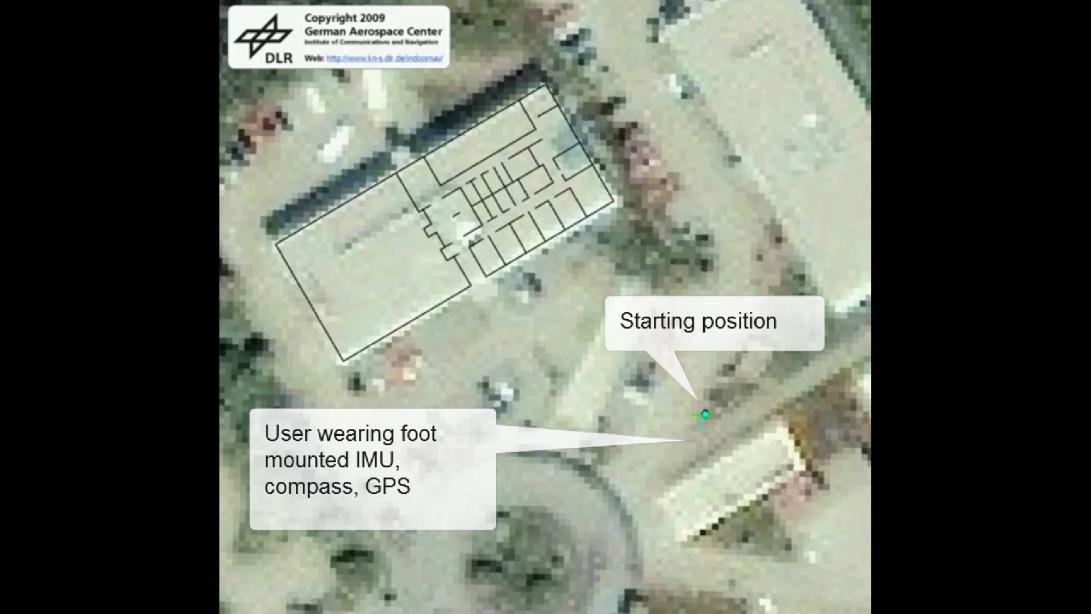 Copyright 2009
German Aerospace Center
Institute of Communications and Navigation
DLR
Web: http://www.kn-s.dlr.de/indoornav/
Starting position
User wearing foot
mounted IMU,
compass, GPS